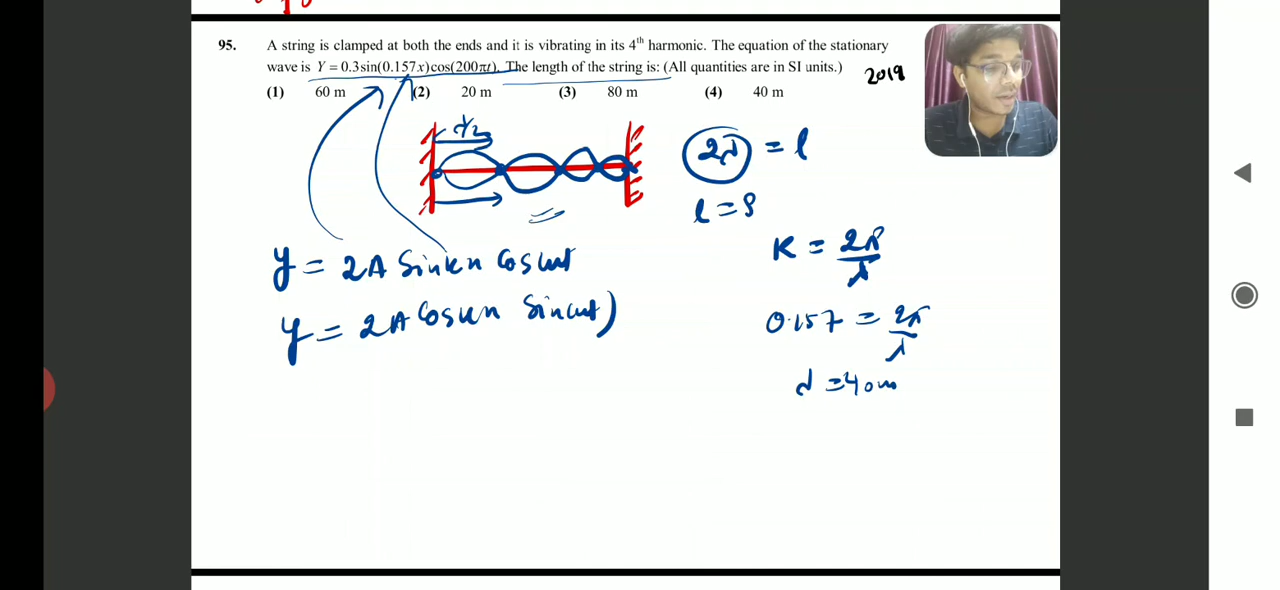 95. A string is clamped at both the ends and it is vibrating in its 4th harmonic. The equation of the stationary
wave is Y = 0.3sin(0.157x)cos(200πt). The length of the string is: (All quantities are in SI units.)
2019
(1) 60 m (2) 20 m (3) 80 m (4) 40 m
λ/2
2λ = l
l = 8
K = 2π/λ
y = 2A Sinkx Coswt
y = 2A Coskx Sinwt)
0.157 = 2π/λ
λ = 40m